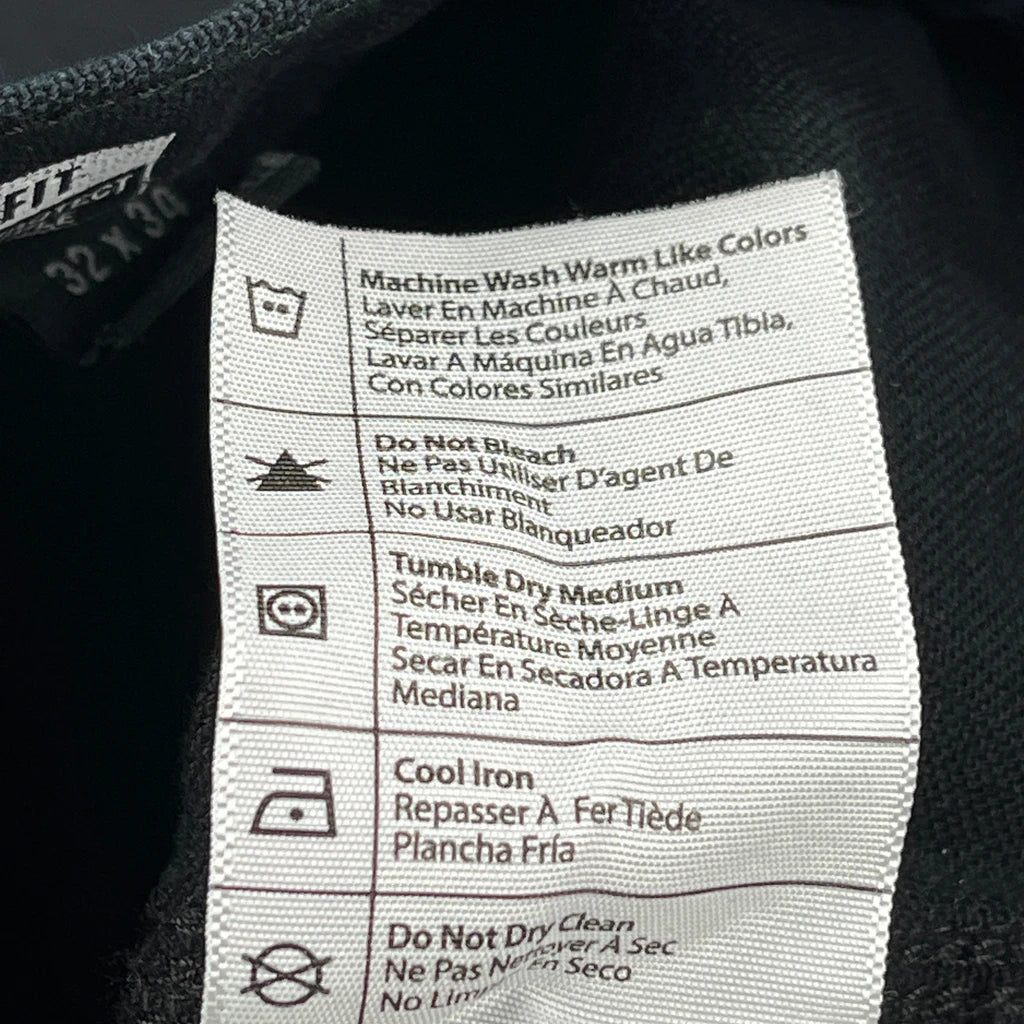 FIT
32 x 30
Machine Wash Warm Like Colors
Laver En Machine À Chaud,
Séparer Les Couleurs
Lavar A Máquina En Agua Tibia,
Con Colores Similares
Do Not Bleach
Ne Pas Utiliser D'agent De
Blanchiment
No Usar Blanqueador
Tumble Dry Medium
Sécher En Sèche-Linge À
Température Moyenne
Secar En Secadora A Temperatura
Mediana
Cool Iron
Repasser À Fer Tiède
Plancha Fría
Do Not Dry Clean
Ne Pas A Sec
No En Seco